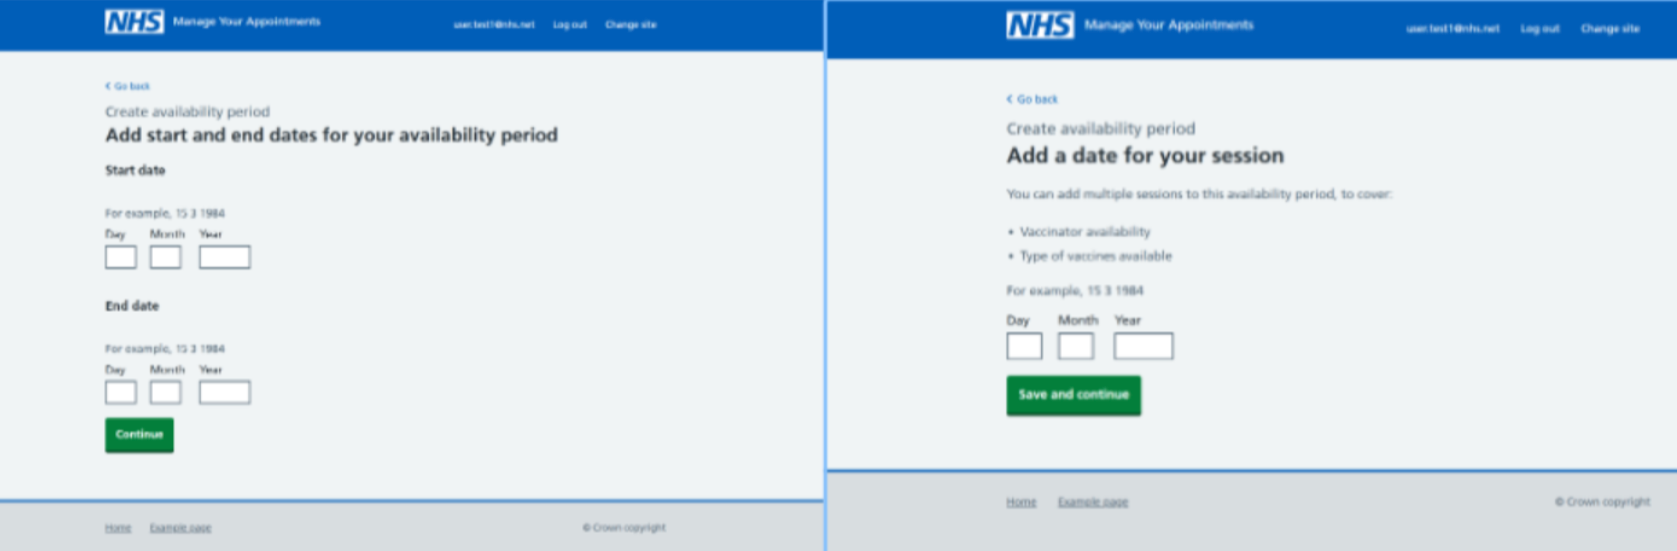 NHS Manage Your Appointments
user.test1@nhs.net Log out Change site
Go back
Create availability period
Add start and end dates for your availability period
Start date
For example, 15 3 1984
Day Month Year
End date
For example, 15 3 1984
Day Month Year
Continue
Home Example page
© Crown copyright
NHS Manage Your Appointments
user.test1@nhs.net Log out Change site
Go back
Create availability period
Add a date for your session
You can add multiple sessions to this availability period, to cover:
• Vaccinator availability
• Type of vaccines available
For example, 15 3 1984
Day Month Year
Save and continue
Home Example page
© Crown copyright